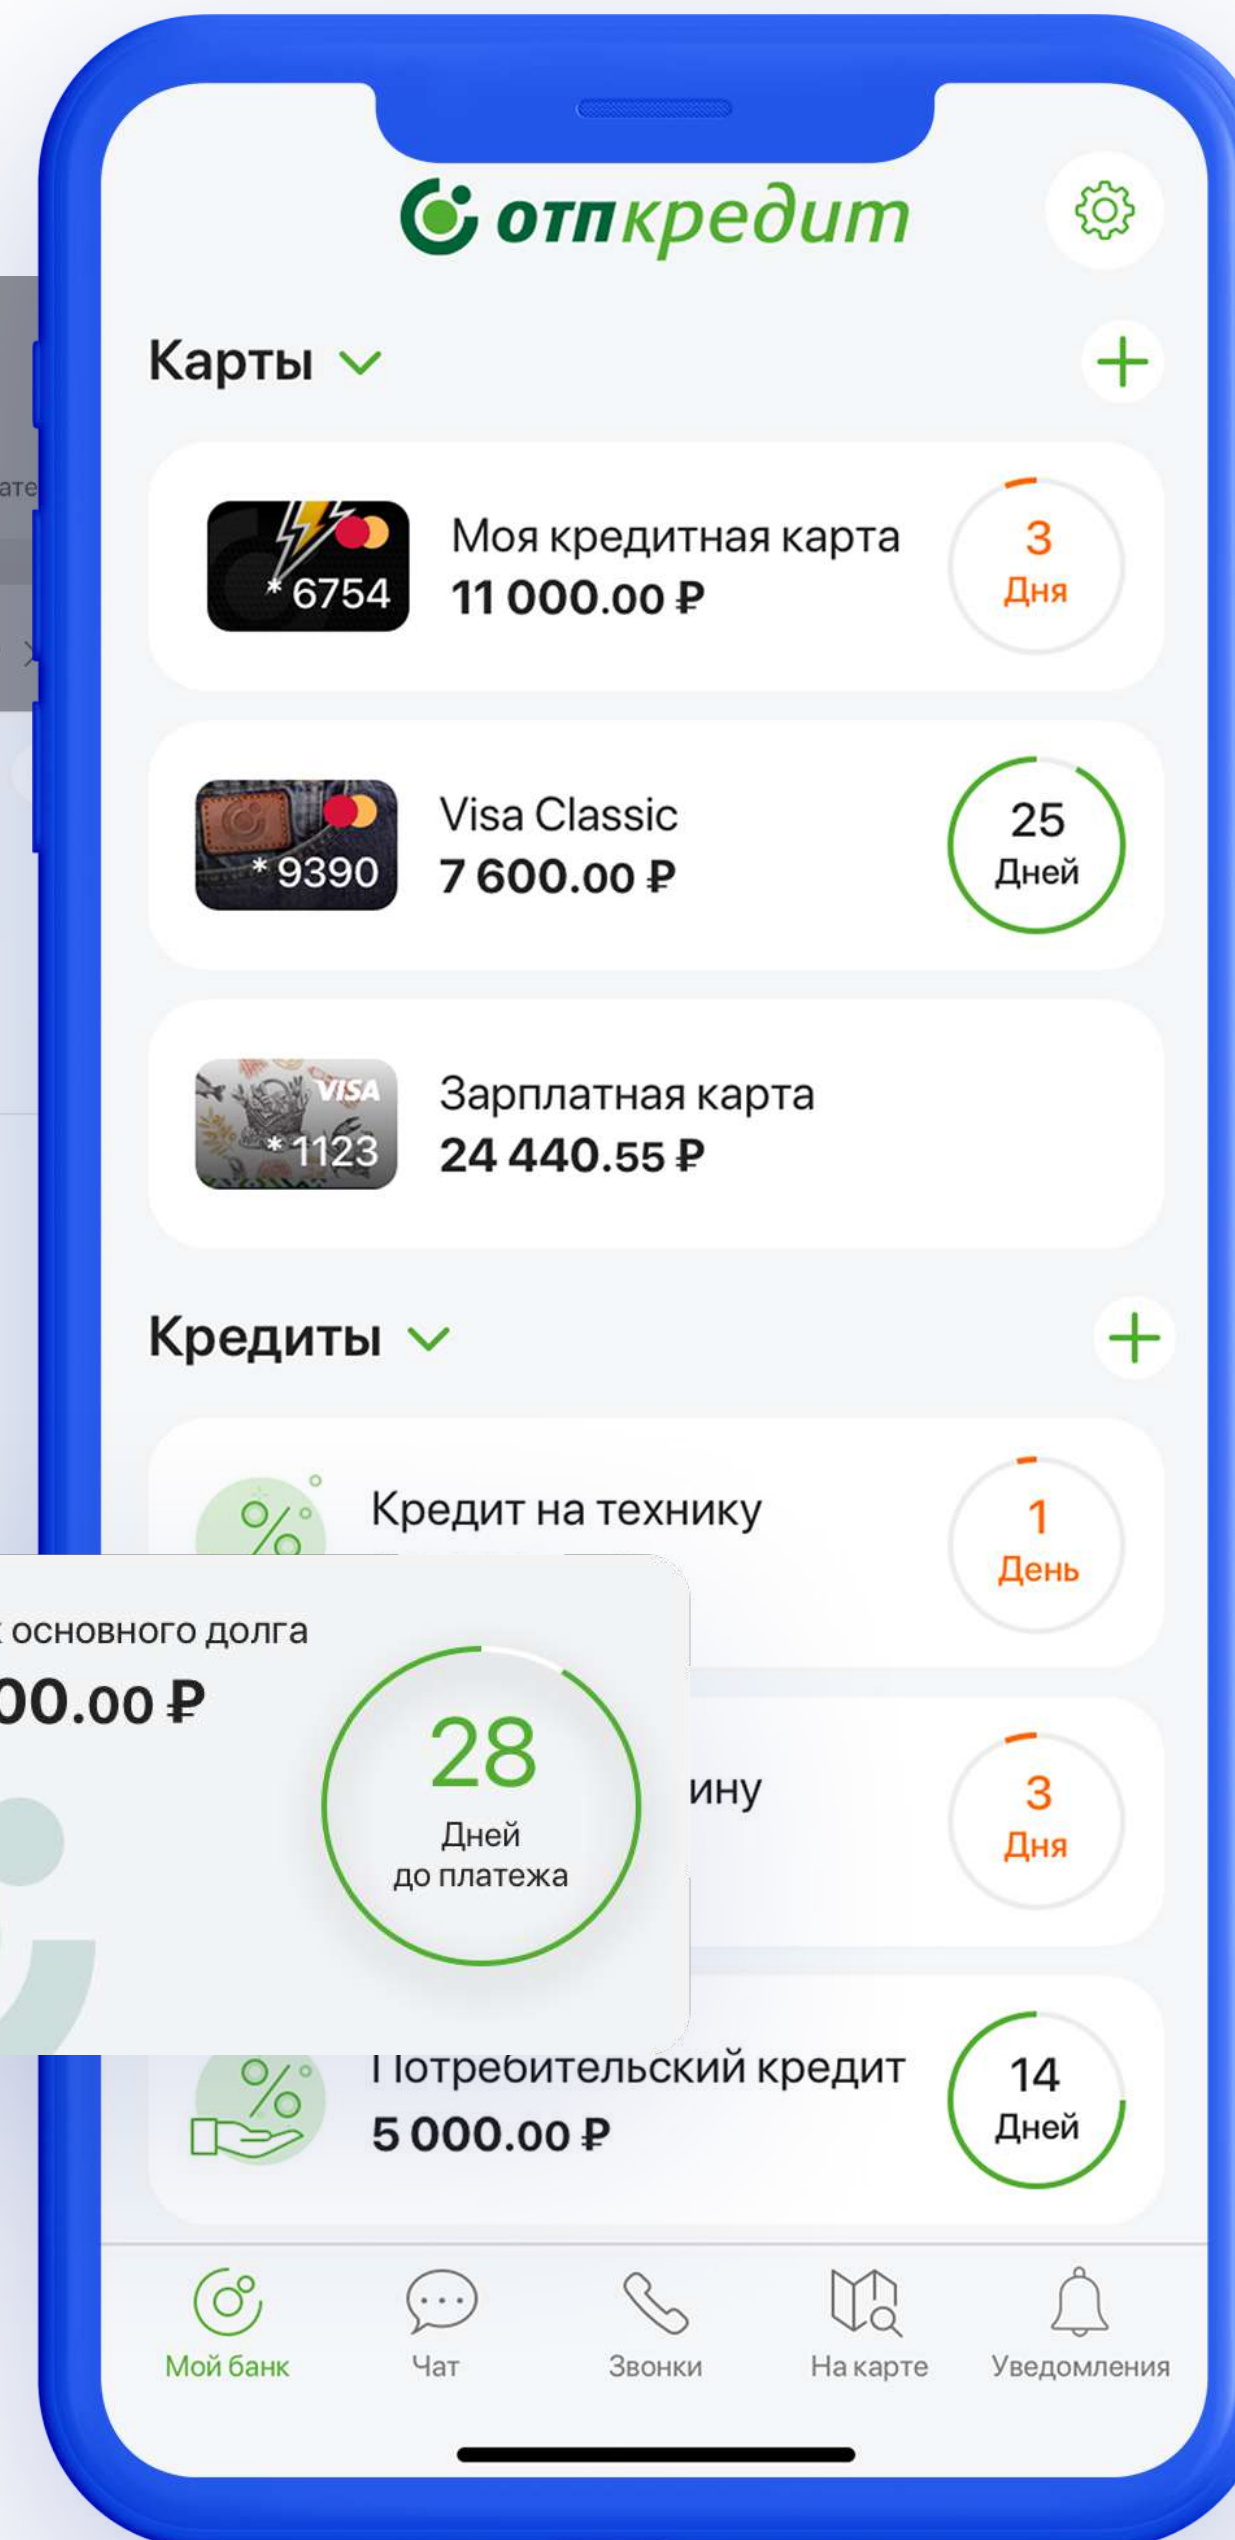 отпкредит
Карты
Моя кредитная карта
11 000.00 ₽
* 6754
3
Дня
Visa Classic
7 600.00 ₽
* 9390
25
Дней
VISA
Зарплатная карта
24 440.55 ₽
* 1123
Кредиты
Кредит на технику
1
День
основного долга
00.00 ₽
28
Дней
до платежа
ину
3
Дня
Потребительский кредит
5 000.00 ₽
14
Дней
Мой банк
Чат
Звонки
На карте
Уведомления